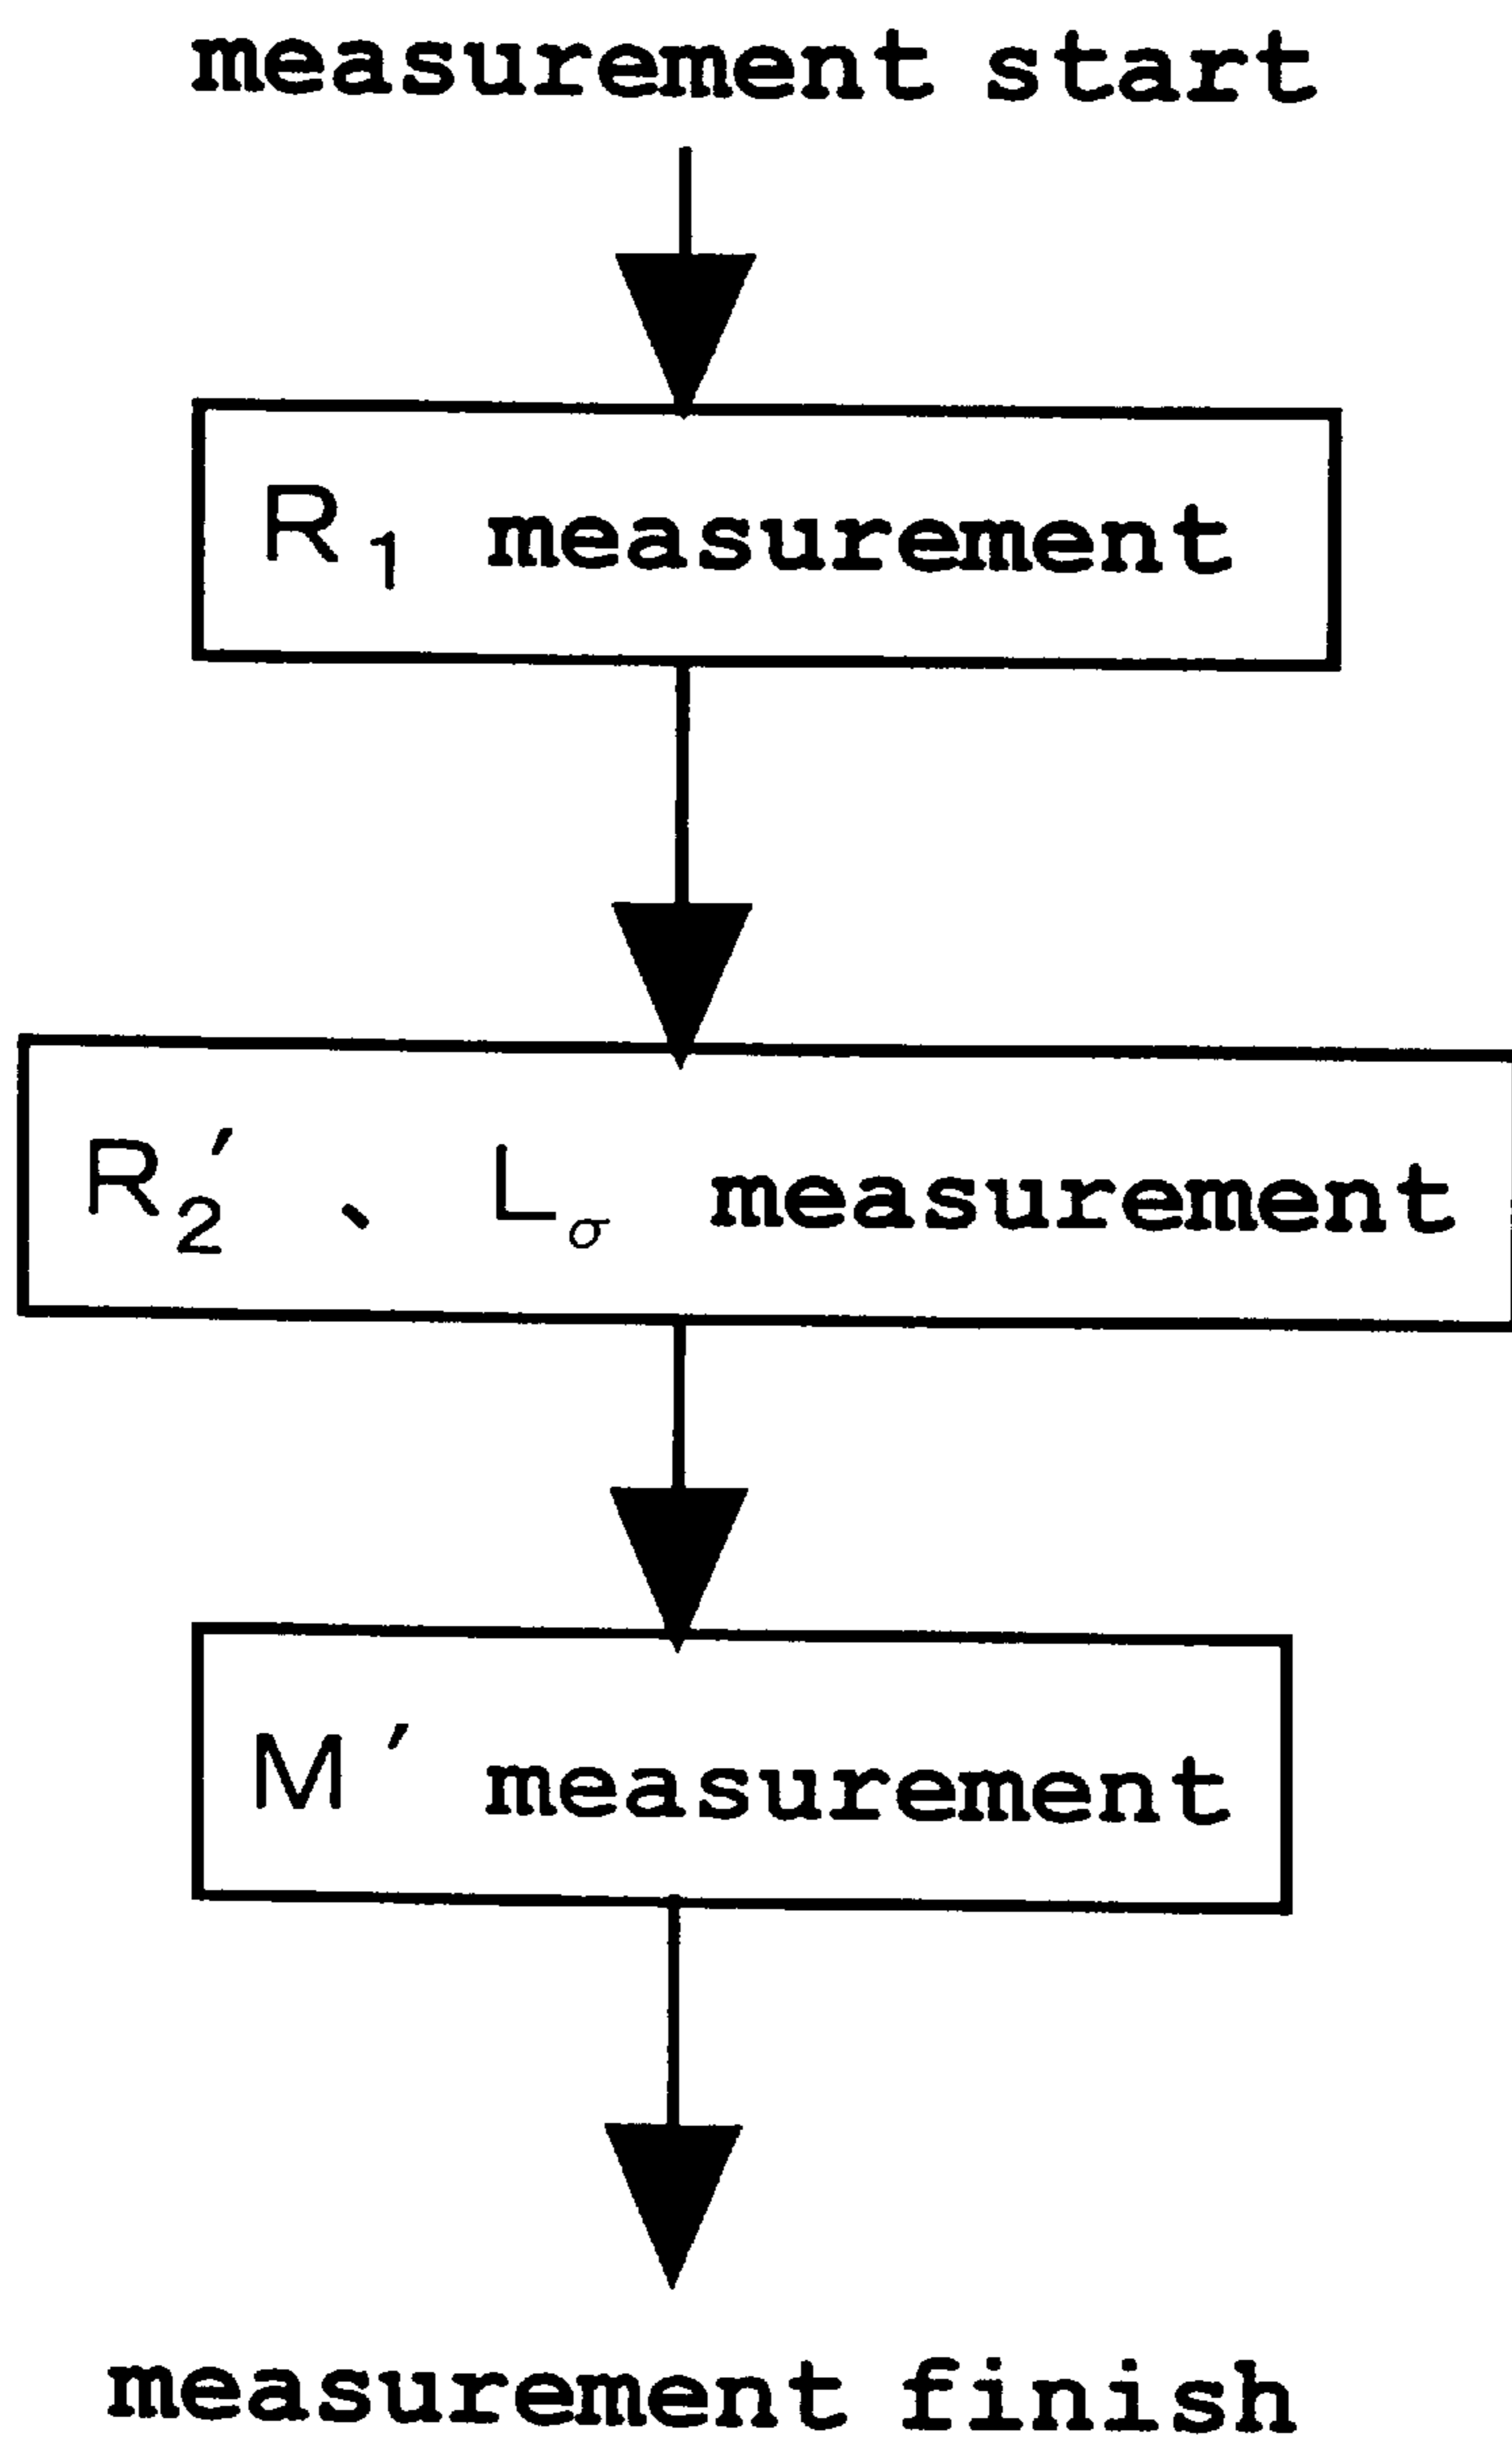 measurement start
R₁ measurement
R₂′、 Lσ measurement
M′ measurement
measurement finish